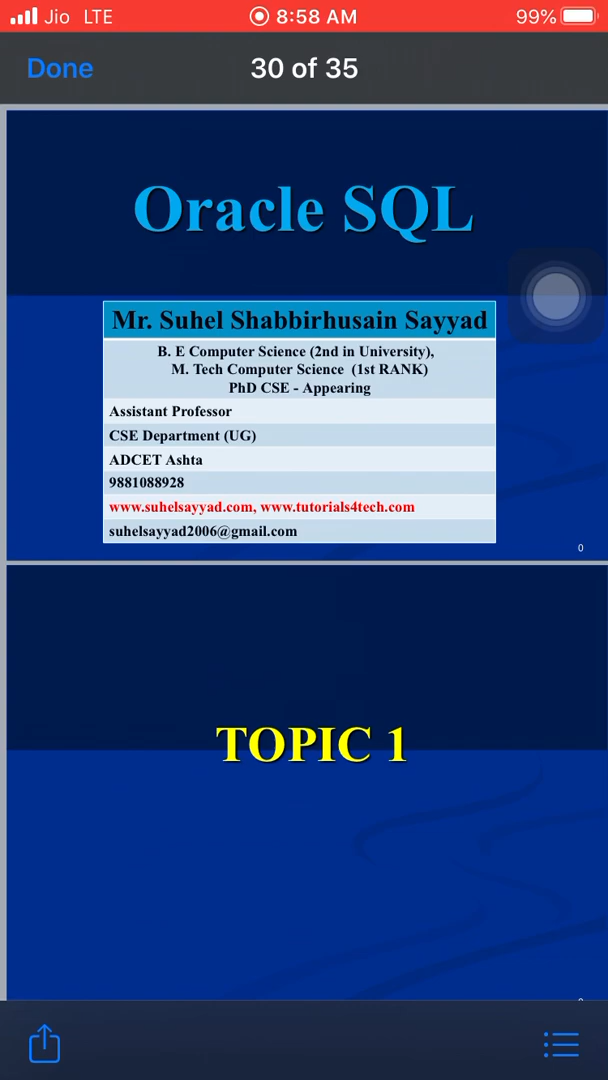 Jio LTE 8:58 AM 99%
Done 30 of 35
Oracle SQL
Mr. Suhel Shabbirhusain Sayyad
B. E Computer Science (2nd in University),
M. Tech Computer Science (1st RANK)
PhD CSE - Appearing
Assistant Professor
CSE Department (UG)
ADCET Ashta
9881088928
www.suhelsayyad.com, www.tutorials4tech.com
suhelsayyad2006@gmail.com
0
TOPIC 1